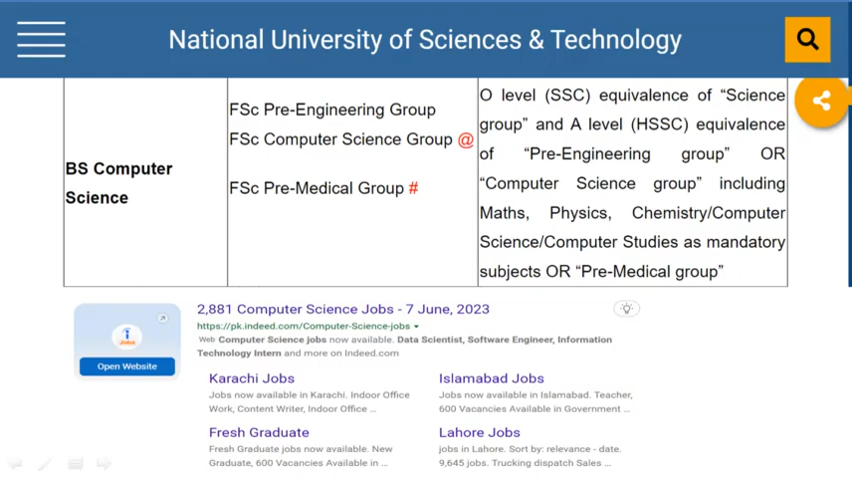 National University of Sciences & Technology
BS Computer
Science
FSc Pre-Engineering Group
FSc Computer Science Group @
FSc Pre-Medical Group #
O level (SSC) equivalence of “Science
group” and A level (HSSC) equivalence
of “Pre-Engineering group” OR
“Computer Science group” including
Maths, Physics, Chemistry/Computer
Science/Computer Studies as mandatory
subjects OR “Pre-Medical group”
Jobs
Open Website
2,881 Computer Science Jobs - 7 June, 2023
https://pk.indeed.com/Computer-Science-jobs
Web Computer Science jobs now available. Data Scientist, Software Engineer, Information
Technology Intern and more on Indeed.com
Karachi Jobs
Jobs now available in Karachi. Indoor Office
Work, Content Writer, Indoor Office ...
Islamabad Jobs
Jobs now available in Islamabad. Teacher,
600 Vacancies Available in Government ...
Fresh Graduate
Fresh Graduate jobs now available. New
Graduate, 600 Vacancies Available in ...
Lahore Jobs
jobs in Lahore. Sort by: relevance - date.
9,645 jobs. Trucking dispatch Sales ...